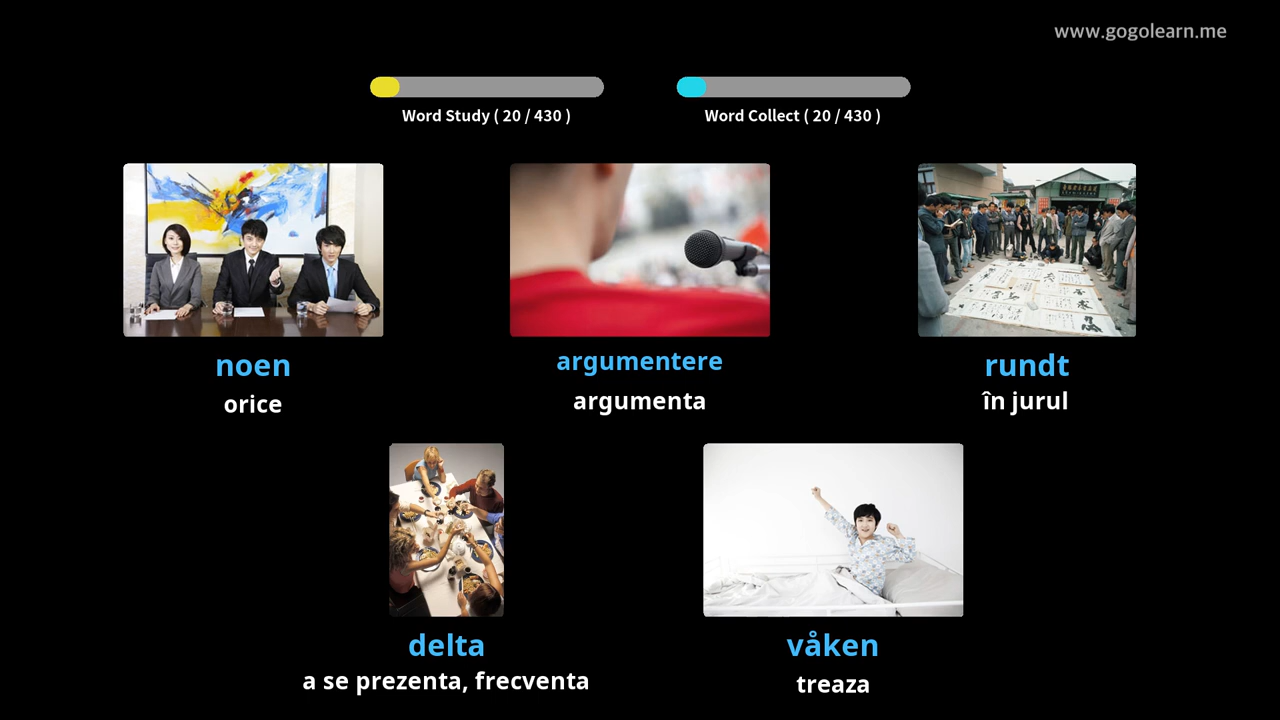 www.gogolearn.me
Word Study ( 20 / 430 )
Word Collect ( 20 / 430 )
noen
orice
argumentere
argumenta
rundt
în jurul
delta
a se prezenta, frecventa
våken
treaza